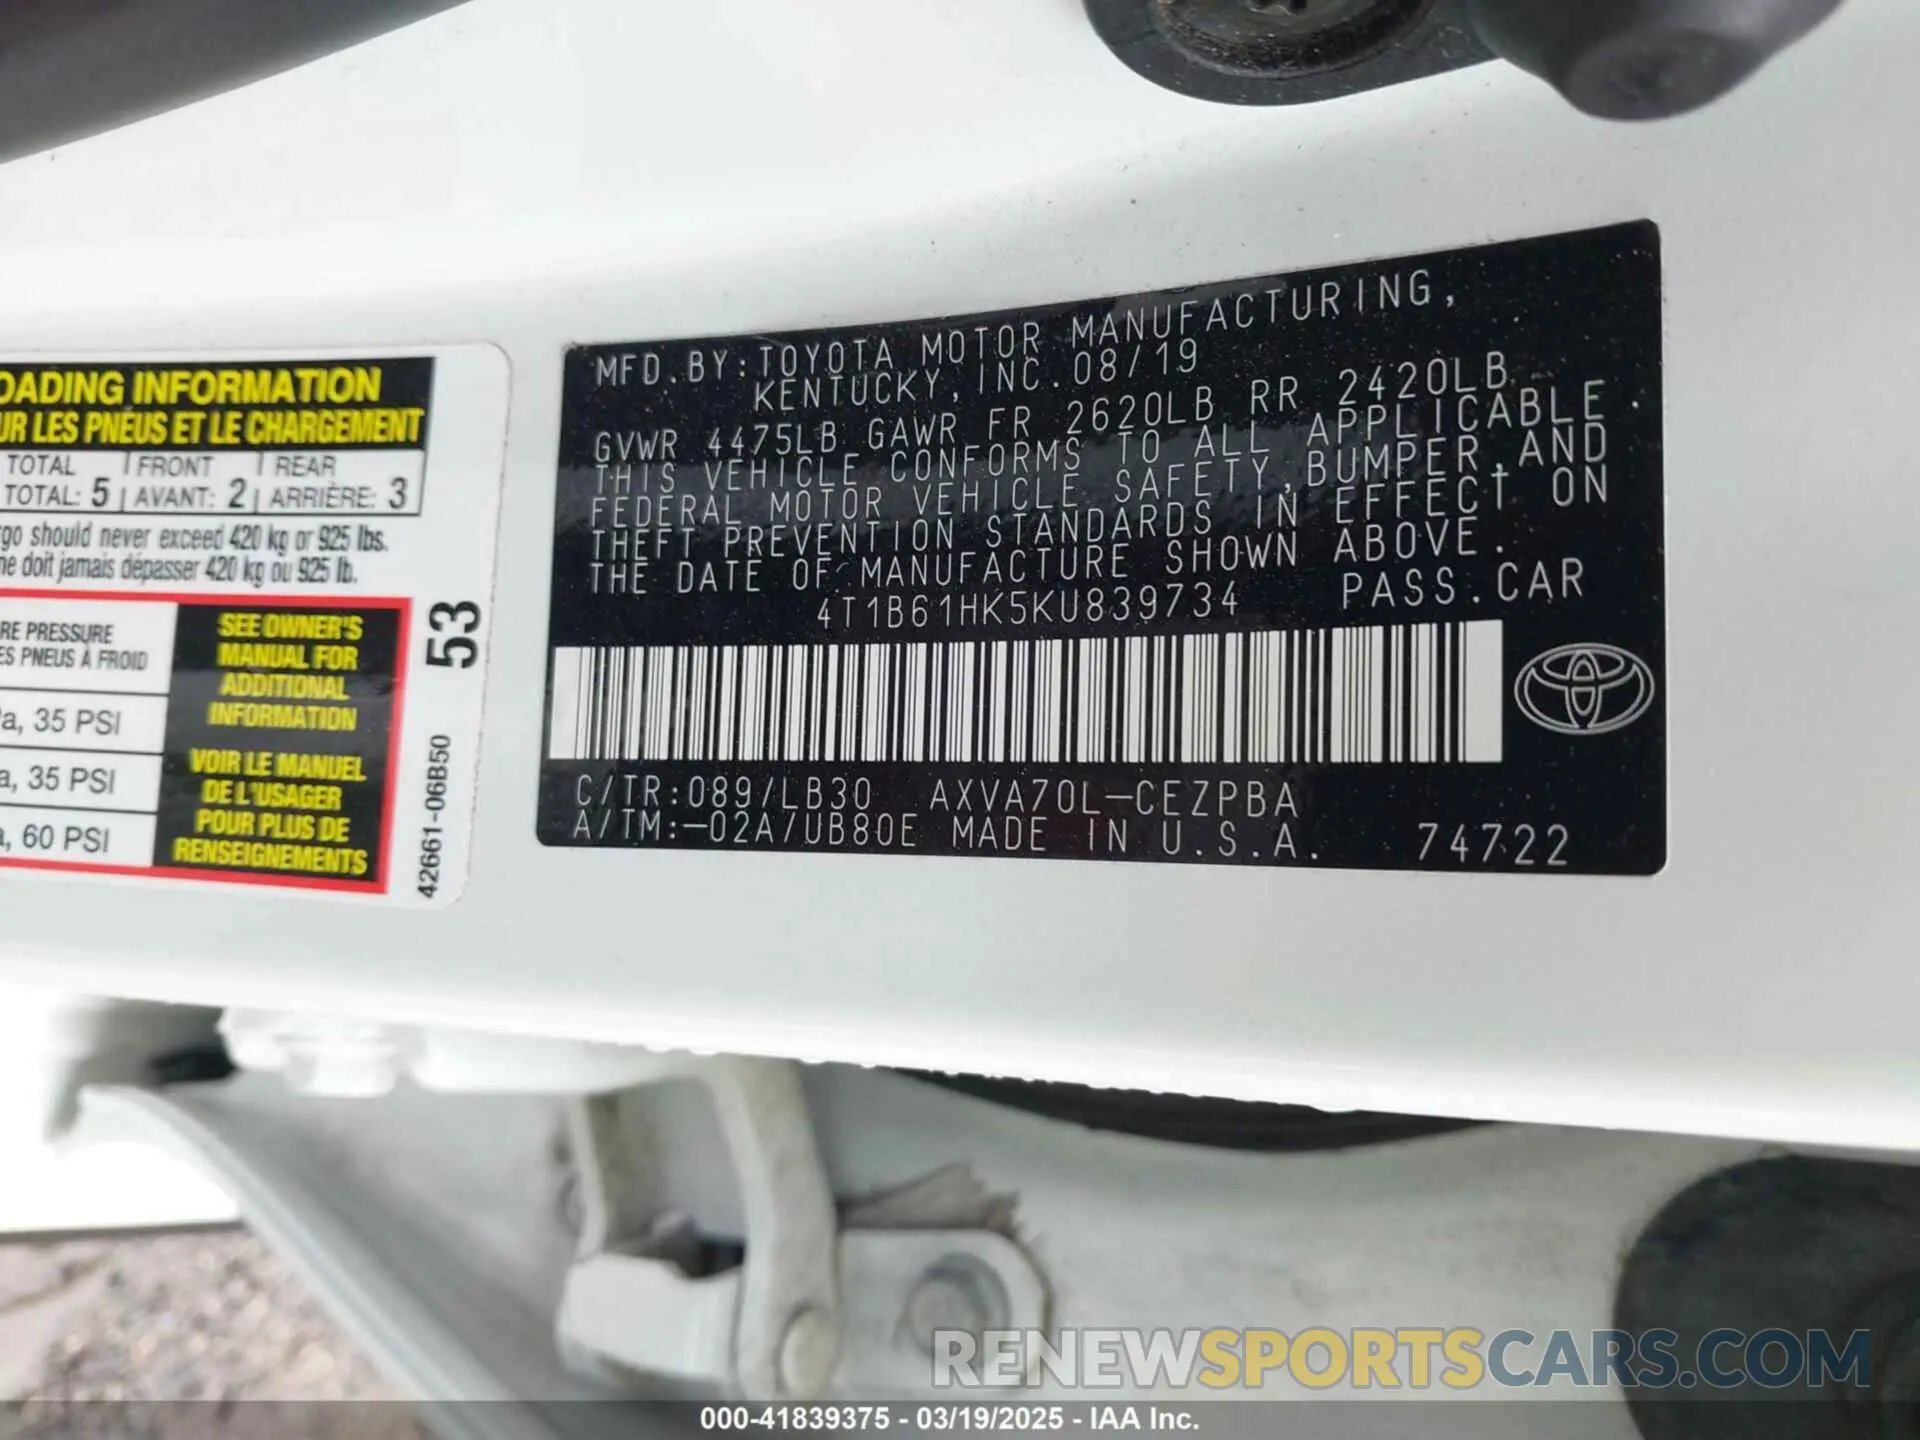 OADING INFORMATION
UR LES PNEUS ET LE CHARGEMENT
TOTAL FRONT REAR
TOTAL: 5 AVANT: 2 ARRIÈRE: 3
go should never exceed 420 kg or 925 lbs.
ne doit jamais dépasser 420 kg ou 925 lb.
RE PRESSURE
ES PNEUS À FROID
a, 35 PSI
a, 35 PSI
a, 60 PSI
SEE OWNER'S
MANUAL FOR
ADDITIONAL
INFORMATION
VOIR LE MANUEL
DE L'USAGER
POUR PLUS DE
RENSEIGNEMENTS
53
42661-06B50
MFD.BY:TOYOTA MOTOR MANUFACTURING,
KENTUCKY, INC.08/19
GVWR 4475LB GAWR FR 2620LB RR 2420LB
THIS VEHICLE CONFORMS TO ALL APPLICABLE
FEDERAL MOTOR VEHICLE SAFETY,BUMPER,AND
THEFT PREVENTION STANDARDS IN EFFECT ON
THE DATE OF MANUFACTURE SHOWN ABOVE.
4T1B61HK5KU839734 PASS.CAR
C/TR:089/LB30 AXVA70L-CEZPBA
A/TM:-02A/UB80E MADE IN U.S.A. 74722
RENEWSPORTSCARS.COM
000-41839375 - 03/19/2025 - IAA Inc.